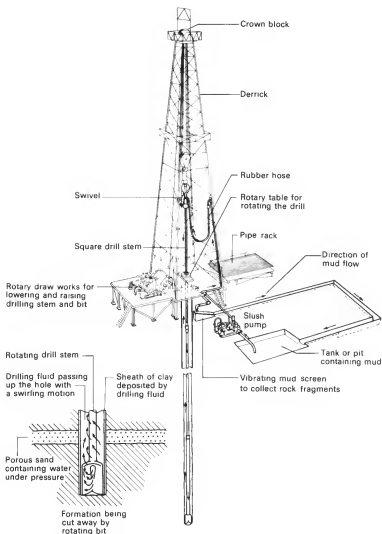 Crown block
Derrick
Rubber hose
Swivel
Rotary table for
rotating the drill
Square drill stem
Pipe rack
Direction of
mud flow
Rotary draw works for
lowering and raising
drilling stem and bit
Slush
pump
Tank or pit
containing mud
Rotating drill stem
Vibrating mud screen
to collect rock fragments
Drilling fluid passing
up the hole with
a swirling motion
Sheath of clay
deposited by
drilling fluid
Porous sand
containing water
under pressure
Formation being
cut away by
rotating bit